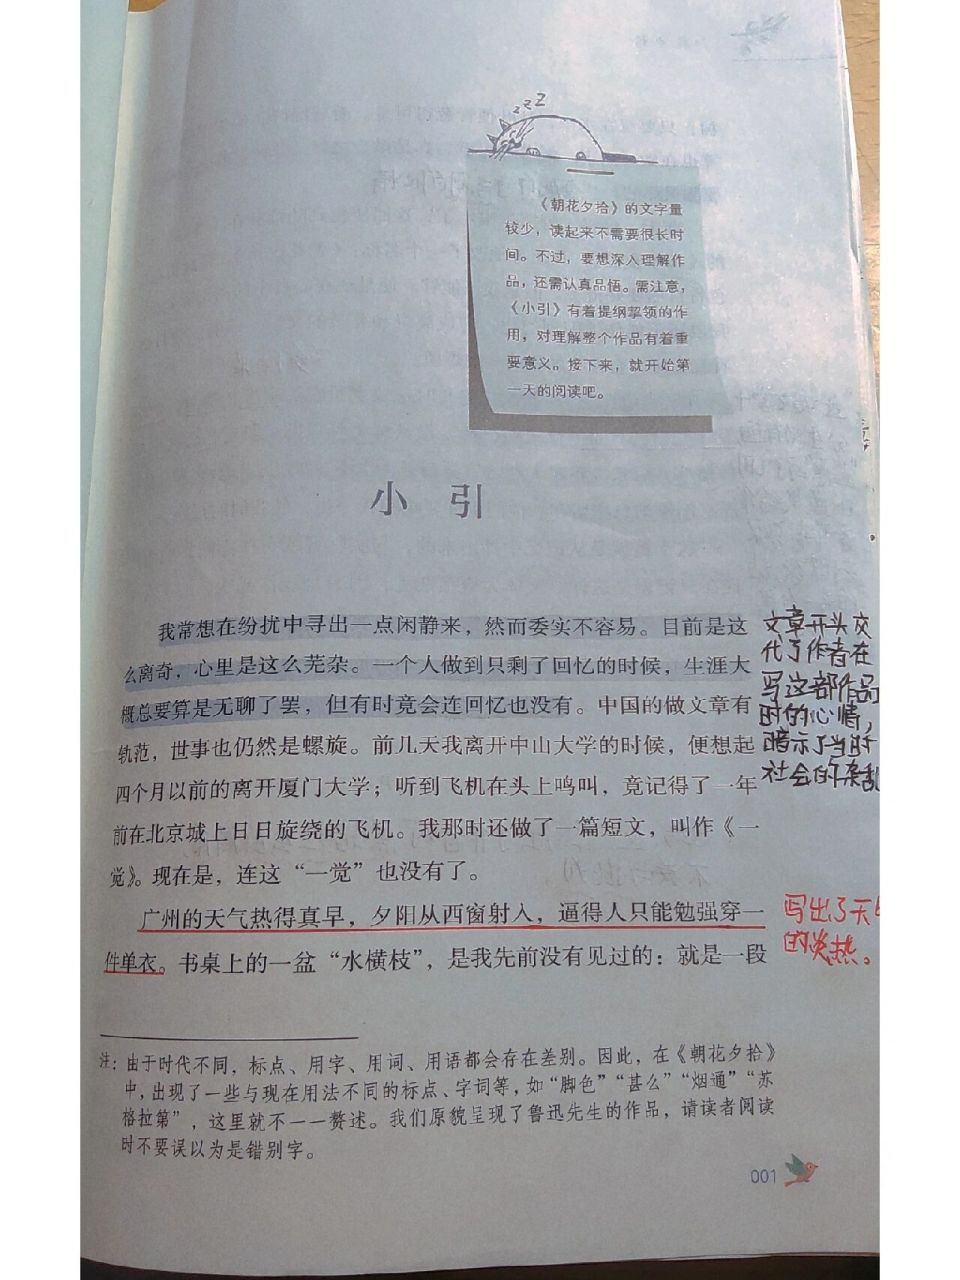 zzZ
《朝花夕拾》的文字量
较少，读起来不需要很长时
间。不过，要想深入理解作
品，还需认真品悟。需注意，
《小引》有着提纲挈领的作
用，对理解整个作品有着重
要意义。接下来，就开始第
一天的阅读吧。
小 引
我常想在纷扰中寻出一点闲静来，然而委实不容易。目前是这
么离奇，心里是这么芜杂。一个人做到只剩了回忆的时候，生涯大
概总要算是无聊了罢，但有时竟会连回忆也没有。中国的做文章有
轨范，世事也仍然是螺旋。前几天我离开中山大学的时候，便想起
四个月以前的离开厦门大学；听到飞机在头上鸣叫，竟记得了一年
前在北京城上日日旋绕的飞机。我那时还做了一篇短文，叫作《一
觉》。现在是，连这“一觉”也没有了。
广州的天气热得真早，夕阳从西窗射入，逼得人只能勉强穿一
件单衣。书桌上的一盆“水横枝”，是我先前没有见过的：就是一段
文章开头交
代了作者在
写这部作品
时的心情，
暗示了当时
社会的杂乱
写出了天
的炎热。
注：由于时代不同，标点、用字、用词、用语都会存在差别。因此，在《朝花夕拾》
中，出现了一些与现在用法不同的标点、字词等，如“脚色”“甚么”“烟通”“苏
格拉第”，这里就不一一赘述。我们原貌呈现了鲁迅先生的作品，请读者阅读
时不要误以为是错别字。
001